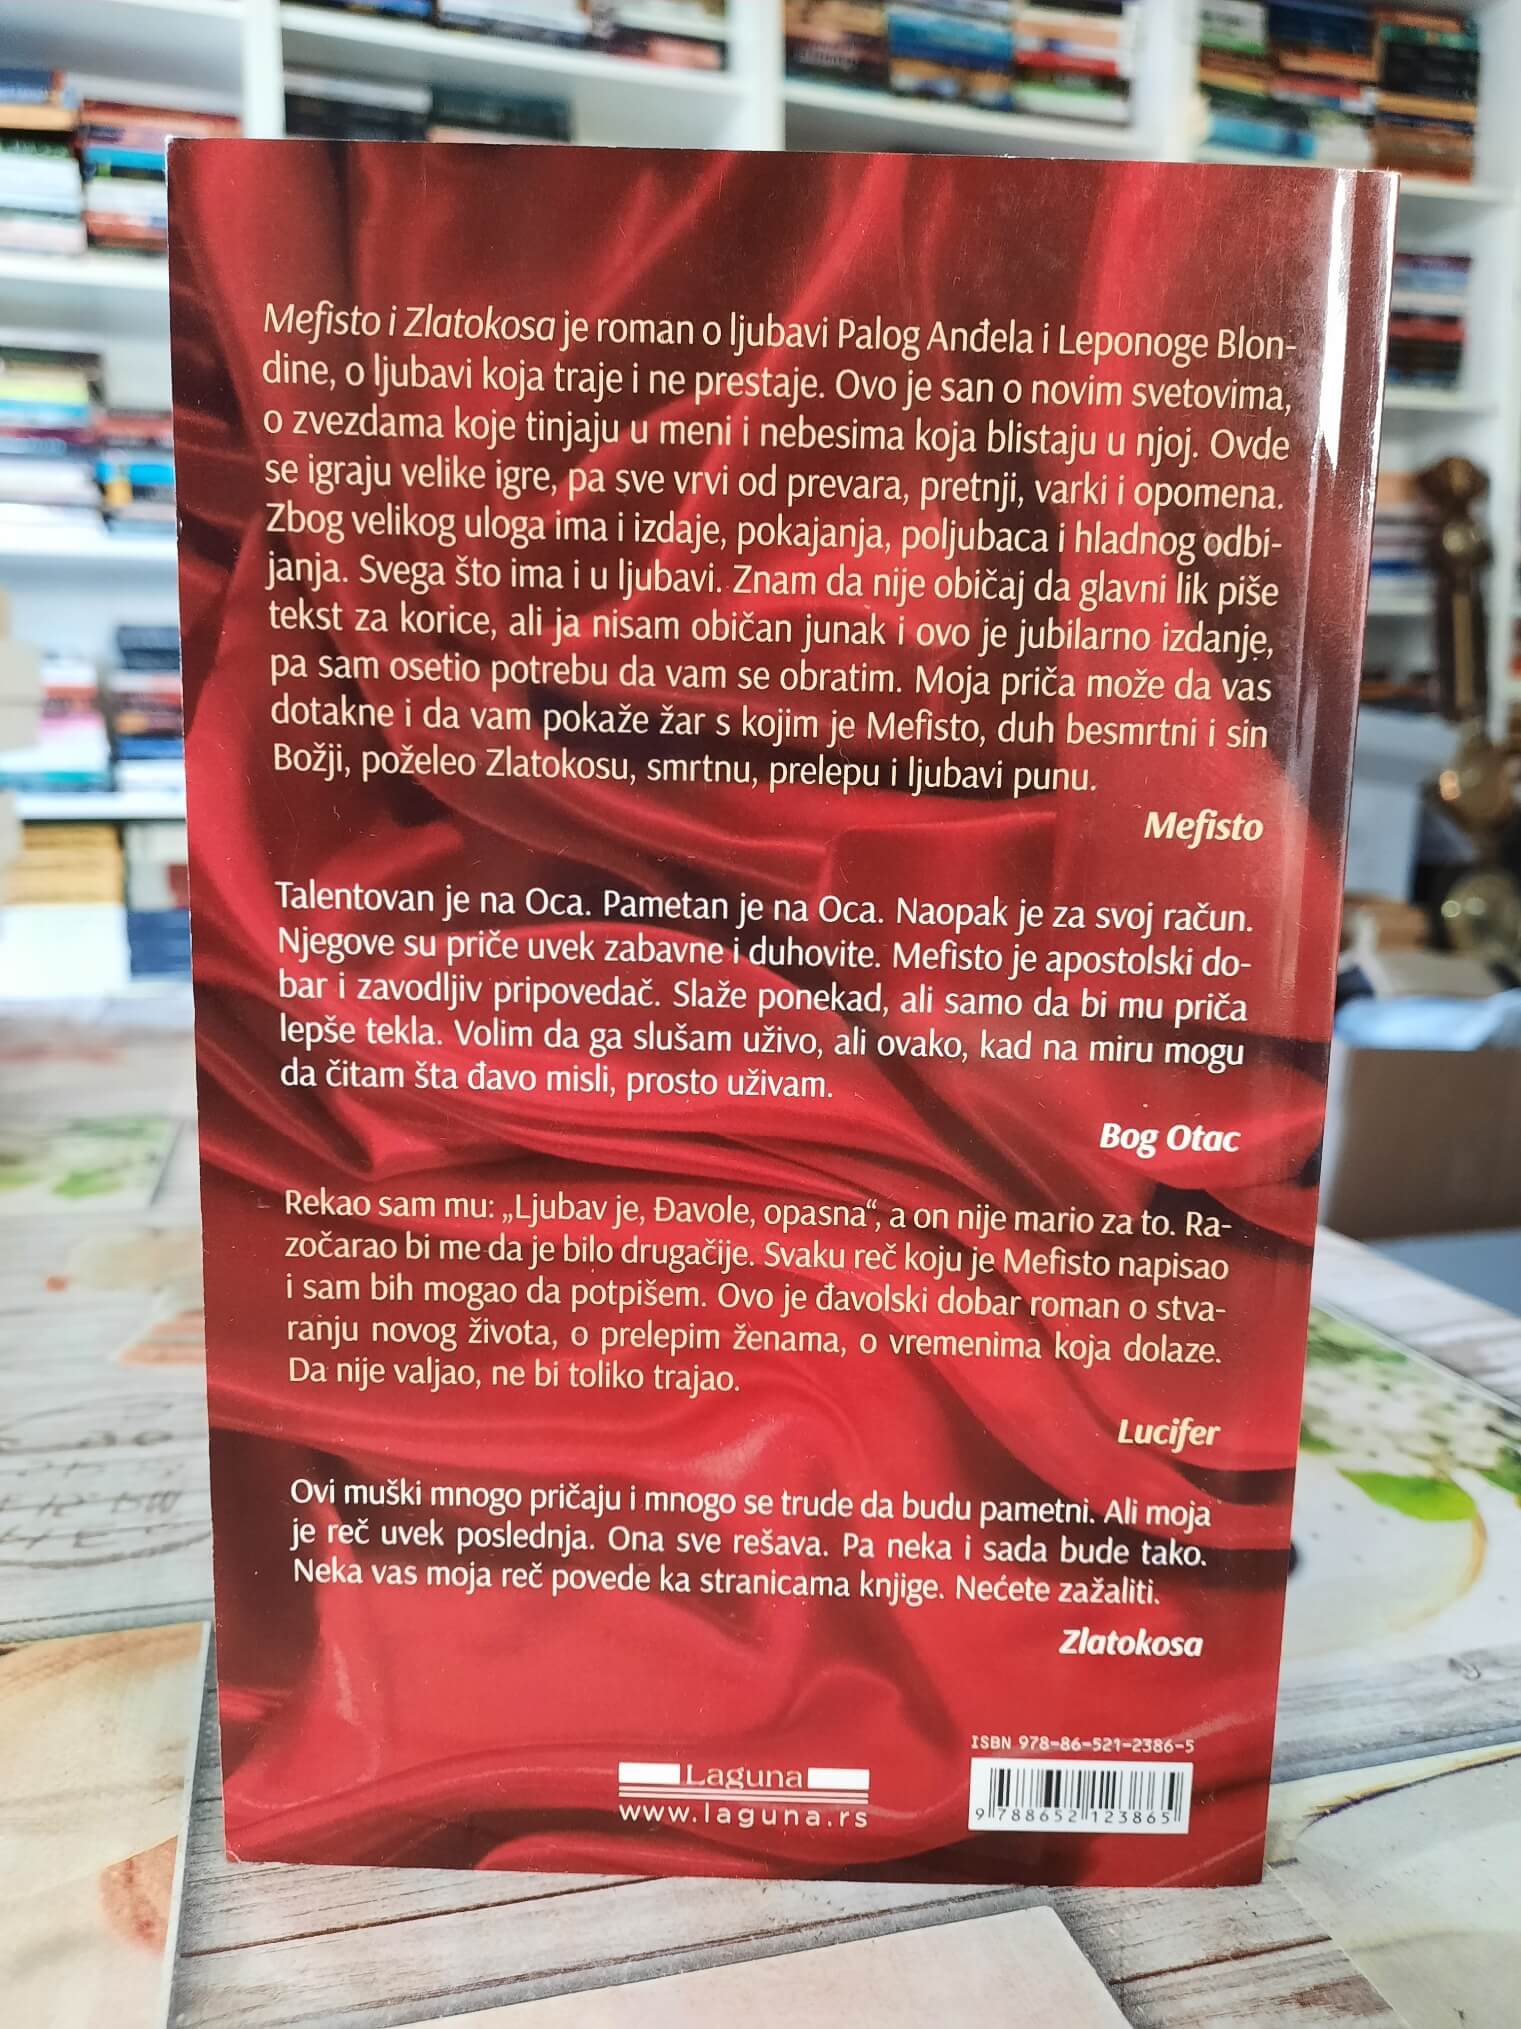 Mefisto i Zlatokosa je roman o ljubavi Palog Anđela i Leponoge Blon-
dine, o ljubavi koja traje i ne prestaje. Ovo je san o novim svetovima,
o zvezdama koje tinjaju u meni i nebesima koja blistaju u njoj. Ovde
se igraju velike igre, pa sve vrvi od prevara, pretnji, varki i opomena.
Zbog velikog uloga ima i izdaje, pokajanja, poljubaca i hladnog odbi-
janja. Svega što ima i u ljubavi. Znam da nije običaj da glavni lik piše
tekst za korice, ali ja nisam običan junak i ovo je jubilarno izdanje,
pa sam osetio potrebu da vam se obratim. Moja priča može da vas
dotakne i da vam pokaže žar s kojim je Mefisto, duh besmrtni i sin
Božji, poželeo Zlatokosu, smrtnu, prelepu i ljubavi punu.
Mefisto
Talentovan je na Oca. Pametan je na Oca. Naopak je za svoj račun.
Njegove su priče uvek zabavne i duhovite. Mefisto je apostolski do-
bar i zavodljiv pripovedač. Slaže ponekad, ali samo da bi mu priča
lepše tekla. Volim da ga slušam uživo, ali ovako, kad na miru mogu
da čitam šta đavo misli, prosto uživam.
Bog Otac
Rekao sam mu: „Ljubav je, Đavole, opasna“, a on nije mario za to. Ra-
zočarao bi me da je bilo drugačije. Svaku reč koju je Mefisto napisao
i sam bih mogao da potpišem. Ovo je đavolski dobar roman o stva-
ranju novog života, o prelepim ženama, o vremenima koja dolaze.
Da nije valjao, ne bi toliko trajao.
Lucifer
Ovi muški mnogo pričaju i mnogo se trude da budu pametni. Ali moja
je reč uvek poslednja. Ona sve rešava. Pa neka i sada bude tako.
Neka vas moja reč povede ka stranicama knjige. Nećete zažaliti.
Zlatokosa
ISBN 978-86-521-2386-5
Laguna
www.laguna.rs
9 788652 123865